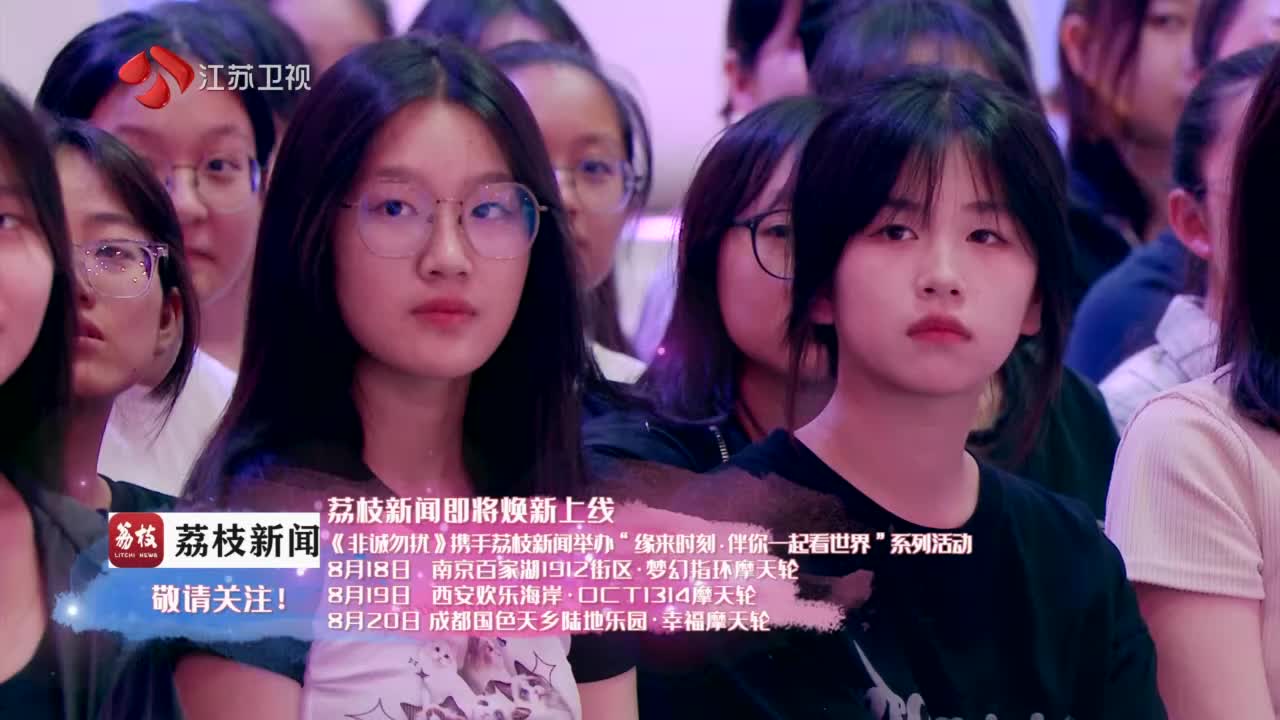 江苏卫视
荔枝新闻即将焕新上线
荔枝
LITCHI NEWS
荔枝新闻
《非诚勿扰》携手荔枝新闻举办“缘来时刻·伴你一起看世界”系列活动
8月18日 南京百家湖1912街区·梦幻指环摩天轮
敬请关注！
8月19日 西安欢乐海岸·OCT1314摩天轮
8月20日 成都国色天乡陆地乐园·幸福摩天轮